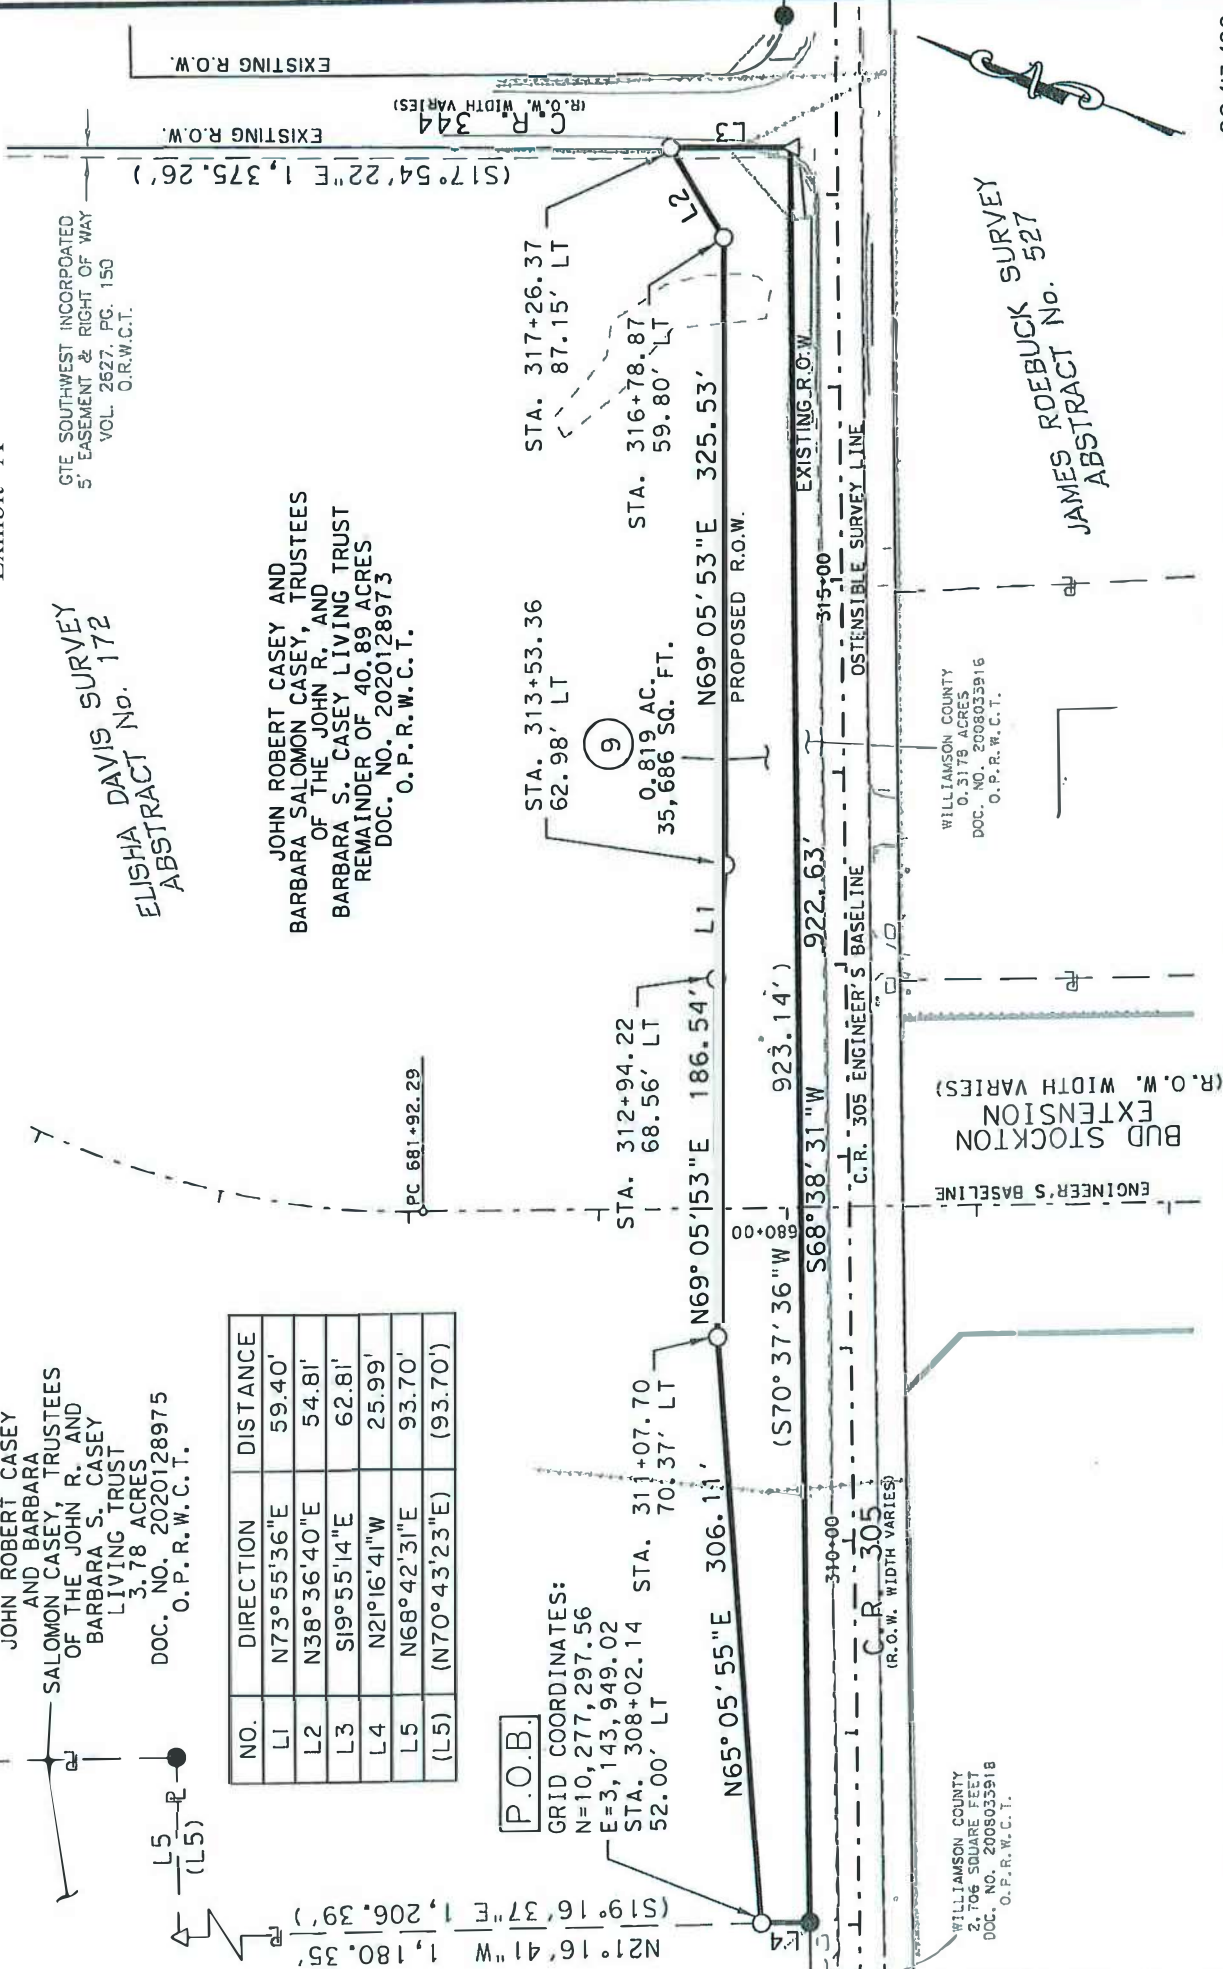 Exhibit "A"
ELISHA DAVIS SURVEY
ABSTRACT No. 172
GTE SOUTHWEST INCORPOATED
5' EASEMENT & RIGHT OF WAY
VOL. 2627, PG. 150
O.R.W.C.T.
(S17°54'22"E 1,375.26')
EXISTING R.O.W.
EXISTING R.O.W.
C.R. 344
(R.O.W. WIDTH VARIES)
JOHN ROBERT CASEY
AND BARBARA
SALOMON CASEY, TRUSTEES
OF THE JOHN R. AND
BARBARA S. CASEY
LIVING TRUST
3.78 ACRES
DOC. NO. 2020128975
O.P.R.W.C.T.
JOHN ROBERT CASEY AND
BARBARA SALOMON CASEY, TRUSTEES
OF THE JOHN R. AND
BARBARA S. CASEY LIVING TRUST
REMAINDER OF 40.89 ACRES
DOC. NO. 2020128973
O.P.R.W.C.T.
L5
(L5)
NO. DIRECTION DISTANCE
L1 N73°55'36"E 59.40'
L2 N38°36'40"E 54.81'
L3 S19°55'14"E 62.81'
L4 N21°16'41"W 25.99'
L5 N68°42'31"E 93.70'
(L5) (N70°43'23"E) (93.70')
PC 681+92.29
N21°16'41"W 1,180.35'
(S19°16'37"E 1,206.39')
P.O.B.
GRID COORDINATES:
N=10,277,297.56
E=3,143,949.02
STA. 308+02.14
52.00' LT
STA. 311+07.70
70.37' LT
STA. 312+94.22
68.56' LT
STA. 313+53.36
62.98' LT
STA. 316+78.87
59.80' LT
STA. 317+26.37
87.15' LT
9
0.819 AC.
35,686 SQ. FT.
L4
N65°05'55"E 306.11'
N69°05'53"E 186.54'
L1
N69°05'53"E 325.53'
L2
L3
PROPOSED R.O.W.
680+00
(S70°37'36"W 923.14')
S68°38'31"W 922.63'
EXISTING R.O.W.
310+00
315+00
C.R. 305 ENGINEER'S BASELINE
OSTENSIBLE SURVEY LINE
C.R. 305
(R.O.W. WIDTH VARIES)
WILLIAMSON COUNTY
2,706 SQUARE FEET
DOC. NO. 2008033918
O.P.R.W.C.T.
ENGINEER'S BASELINE
BUD STOCKTON
EXTENSION
(R.O.W. WIDTH VARIES)
WILLIAMSON COUNTY
0.3178 ACRES
DOC. NO. 2008033916
O.P.R.W.C.T.
JAMES ROEBUCK SURVEY
ABSTRACT No. 527